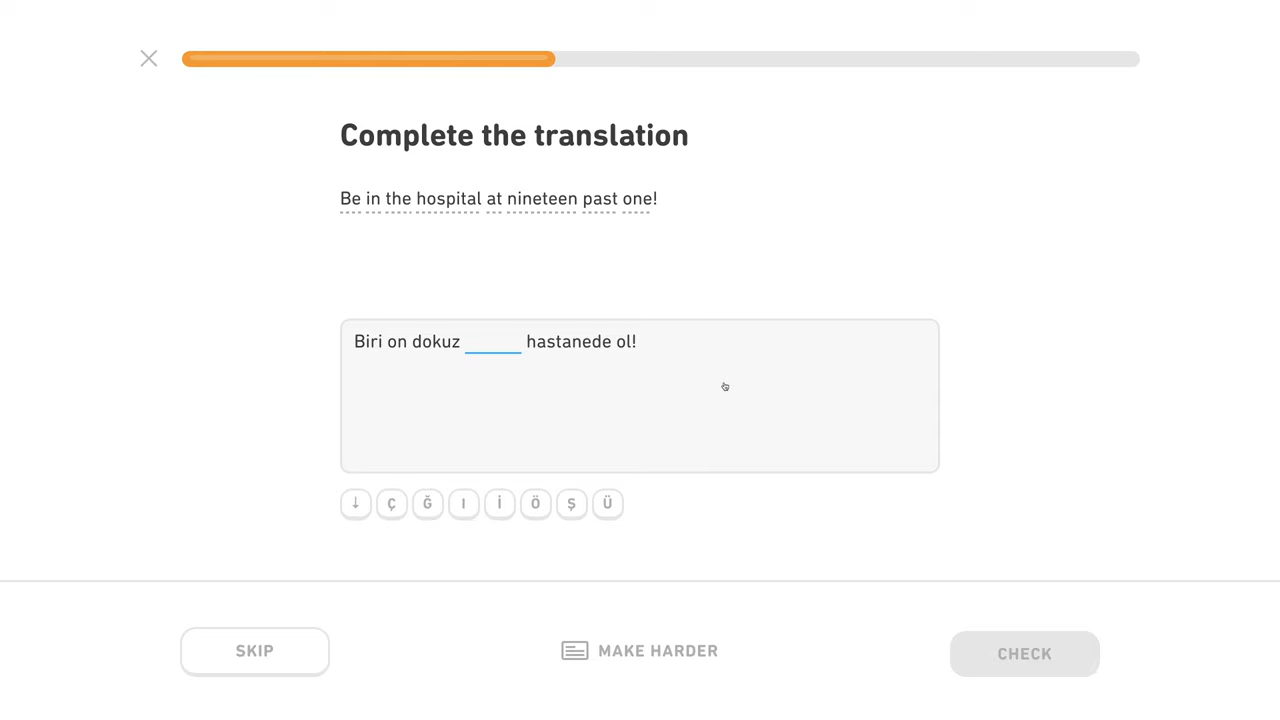 Complete the translation
Be in the hospital at nineteen past one!
Biri on dokuz ______ hastanede ol!
↓ Ç Ğ I İ Ö Ş Ü
SKIP
MAKE HARDER
CHECK